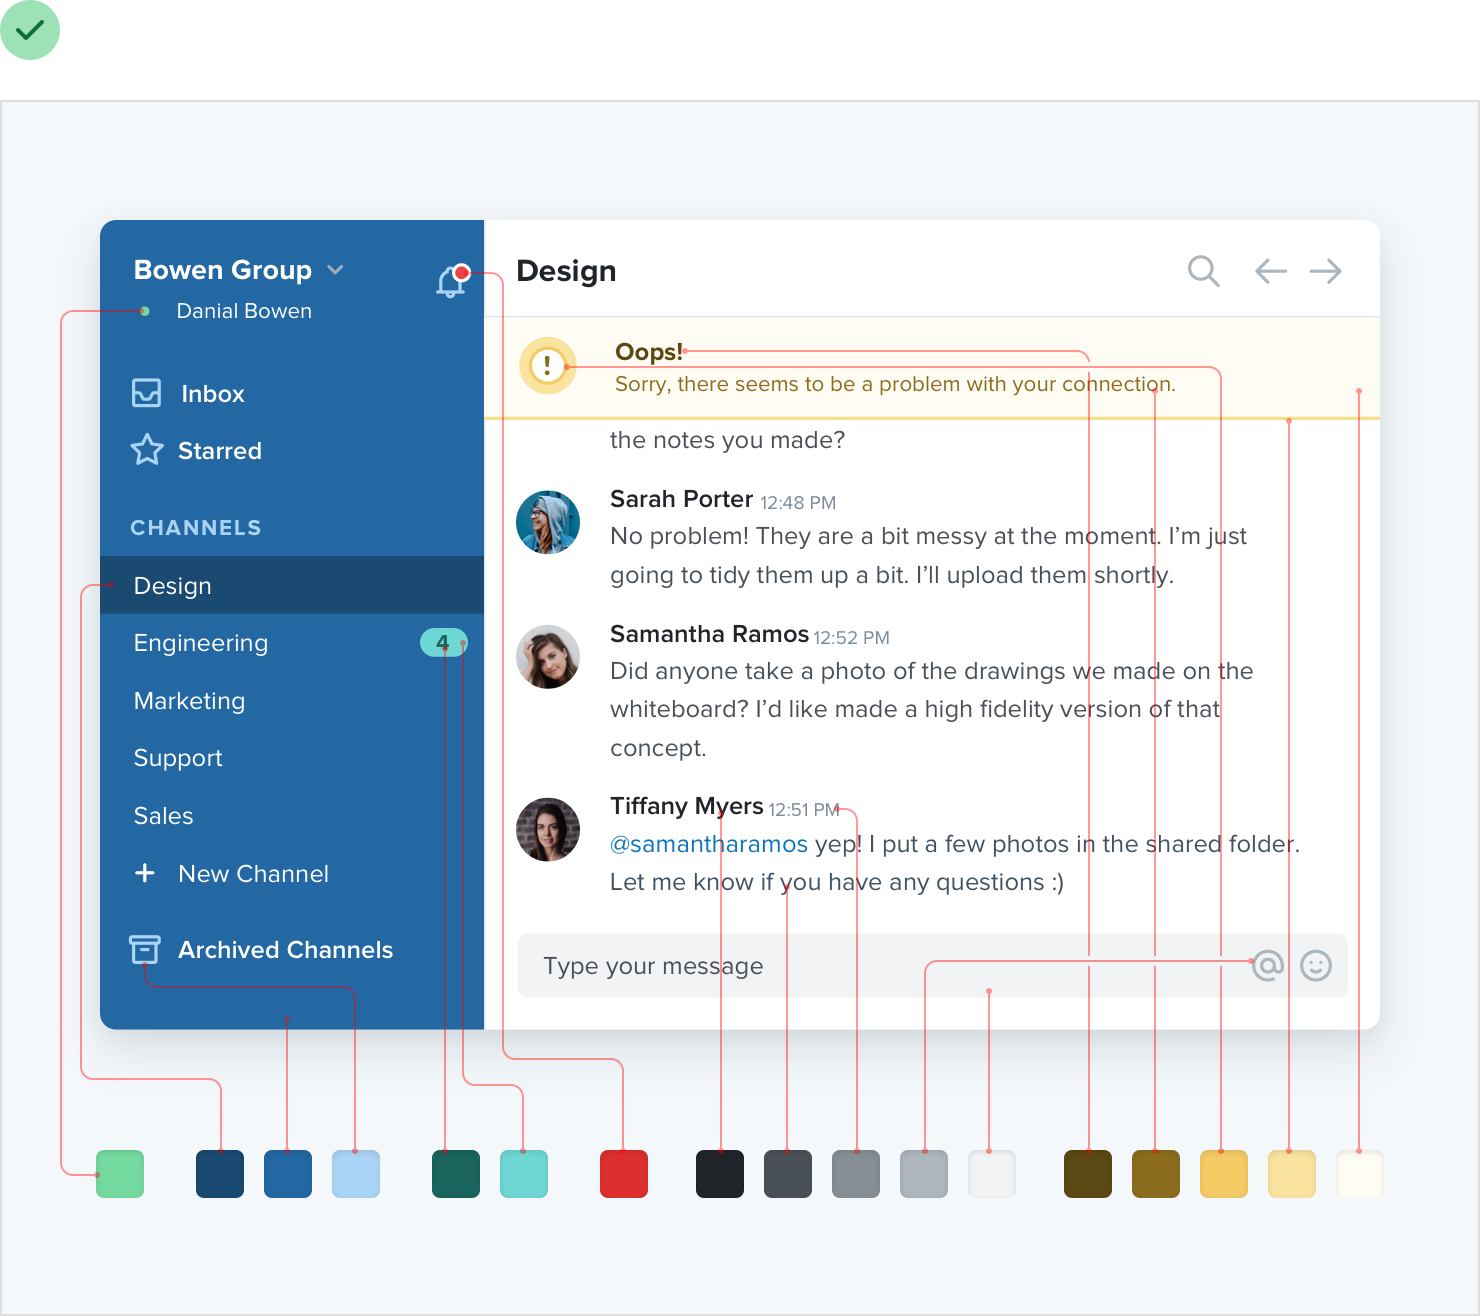 Bowen Group
Danial Bowen
Inbox
Starred
CHANNELS
Design
Engineering
4
Marketing
Support
Sales
New Channel
Archived Channels
Design
!
Oops!
Sorry, there seems to be a problem with your connection.
the notes you made?
Sarah Porter 12:48 PM
No problem! They are a bit messy at the moment. I’m just
going to tidy them up a bit. I’ll upload them shortly.
Samantha Ramos 12:52 PM
Did anyone take a photo of the drawings we made on the
whiteboard? I’d like made a high fidelity version of that
concept.
Tiffany Myers 12:51 PM
@samantharamos yep! I put a few photos in the shared folder.
Let me know if you have any questions :)
Type your message
@